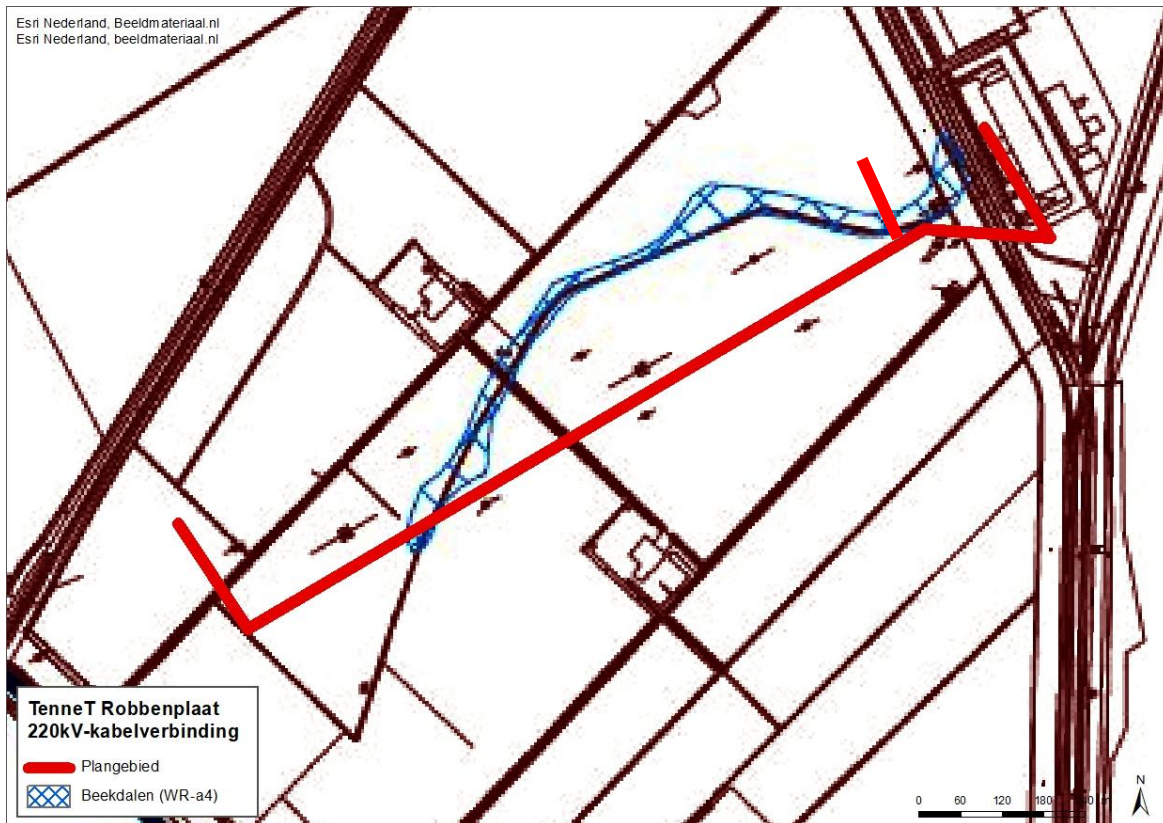 Esri Nederland, Beeldmateriaal.nl
Esri Nederland, beeldmateriaal.nl
TenneT Robbenplaat
220kV-kabelverbinding
Plangebied
Beekdalen (WR-a4)
N
0 60 120 180